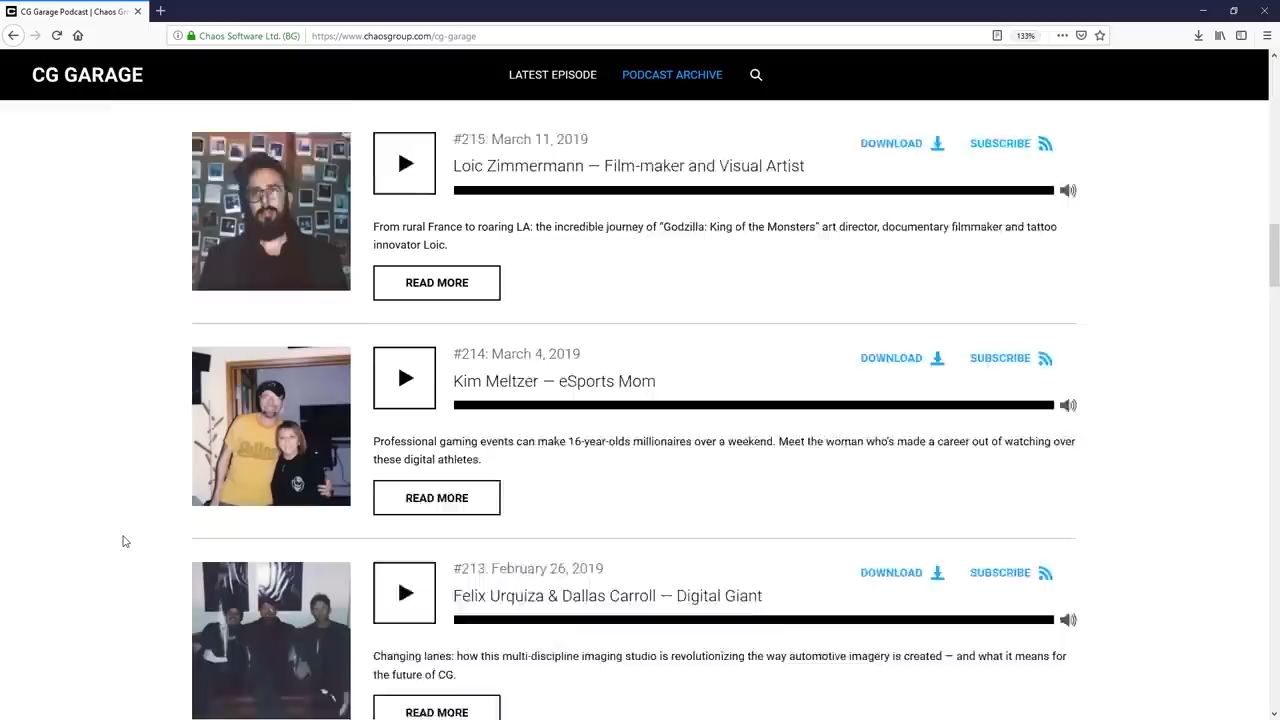 CG Garage Podcast | Chaos Gr
Chaos Software Ltd. (BG)
https://www.chaosgroup.com/cg-garage
133%
CG GARAGE
LATEST EPISODE
PODCAST ARCHIVE
#215: March 11, 2019
DOWNLOAD
SUBSCRIBE
Loic Zimmermann — Film-maker and Visual Artist
From rural France to roaring LA: the incredible journey of "Godzilla: King of the Monsters" art director, documentary filmmaker and tattoo
innovator Loic.
READ MORE
#214: March 4, 2019
DOWNLOAD
SUBSCRIBE
Kim Meltzer — eSports Mom
Professional gaming events can make 16-year-olds millionaires over a weekend. Meet the woman who's made a career out of watching over
these digital athletes.
READ MORE
#213: February 26, 2019
DOWNLOAD
SUBSCRIBE
Felix Urquiza & Dallas Carroll — Digital Giant
Changing lanes: how this multi-discipline imaging studio is revolutionizing the way automotive imagery is created — and what it means for
the future of CG.
READ MORE